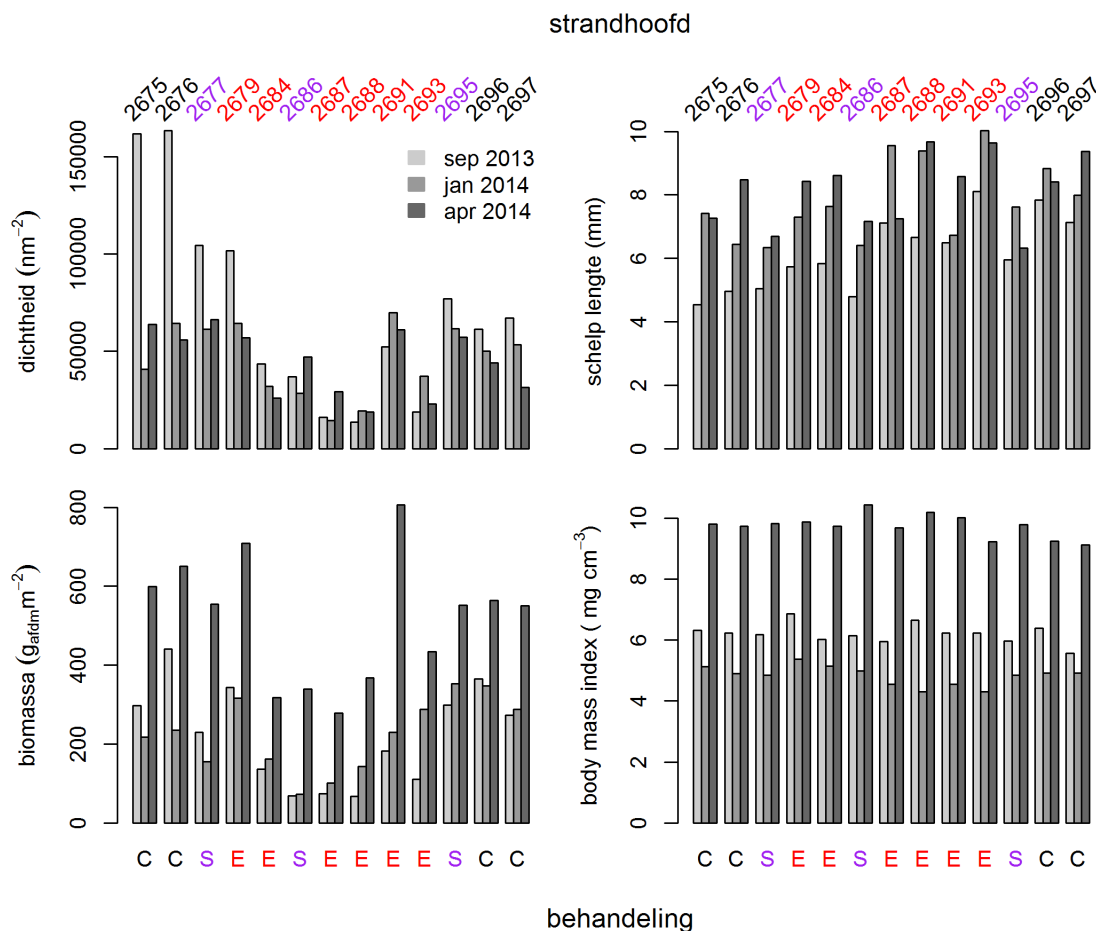 strandhoofd
2675 2676 2677 2679 2684 2686 2687 2688 2691 2693 2695 2696 2697
2675 2676 2677 2679 2684 2686 2687 2688 2691 2693 2695 2696 2697
dichtheid (nm⁻²)
0 50000 100000 150000
sep 2013
jan 2014
apr 2014
schelp lengte (mm)
0 2 4 6 8 10
biomassa (g_afdm m⁻²)
0 200 400 600 800
body mass index ( mg cm⁻³)
0 2 4 6 8 10
C C S E E S E E E E S C C
C C S E E S E E E E S C C
behandeling